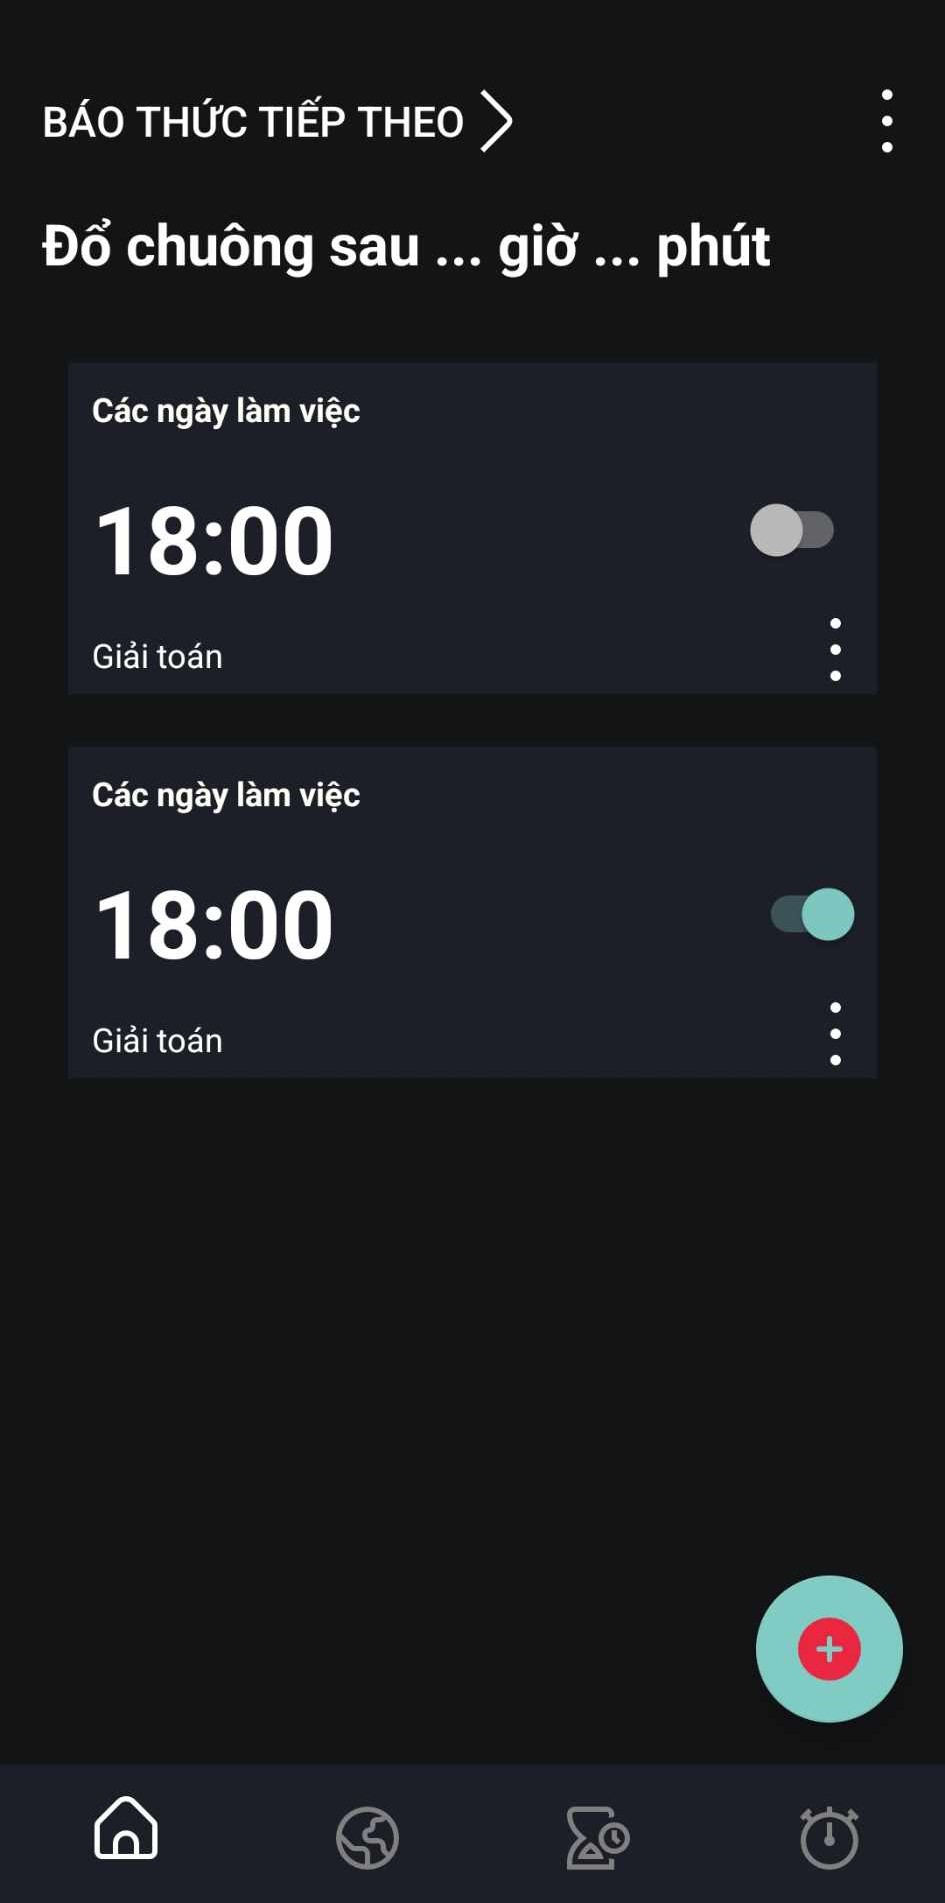 BÁO THỨC TIẾP THEO
Đổ chuông sau ... giờ ... phút
Các ngày làm việc
18:00
Giải toán
Các ngày làm việc
18:00
Giải toán